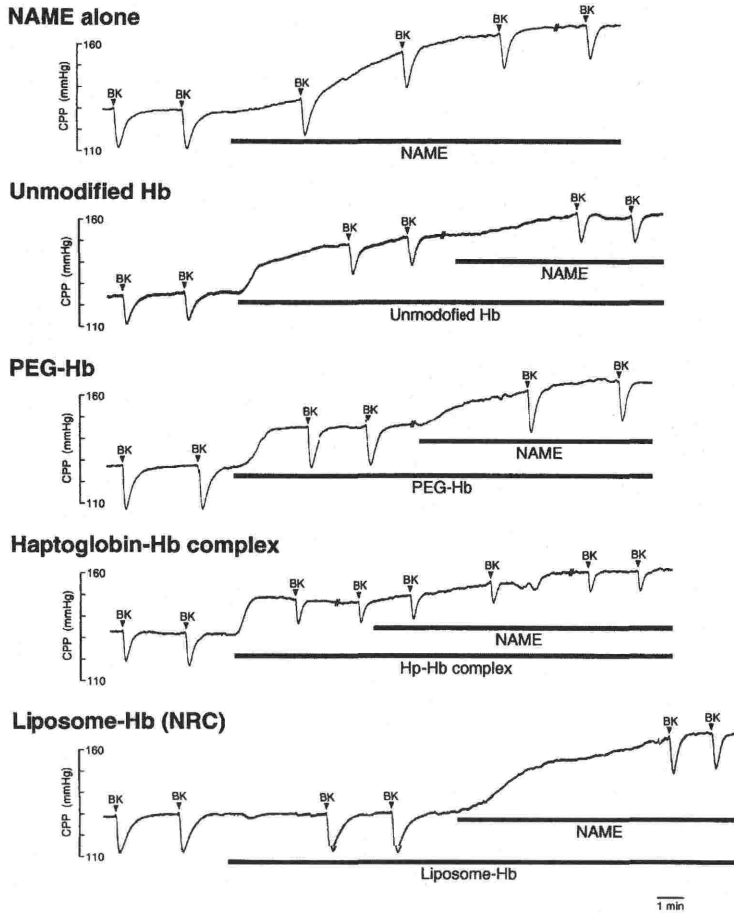 NAME alone
160
CPP (mmHg)
110
BK BK BK BK BK BK
NAME
Unmodified Hb
160
CPP (mmHg)
110
BK BK BK BK BK BK
NAME
Unmodofied Hb
PEG-Hb
160
CPP (mmHg)
110
BK BK BK BK BK BK
NAME
PEG-Hb
Haptoglobin-Hb complex
160
CPP (mmHg)
110
BK BK BK BK BK BK BK BK
NAME
Hp-Hb complex
Liposome-Hb (NRC)
160
CPP (mmHg)
110
BK BK BK BK BK BK
NAME
Liposome-Hb
1 min